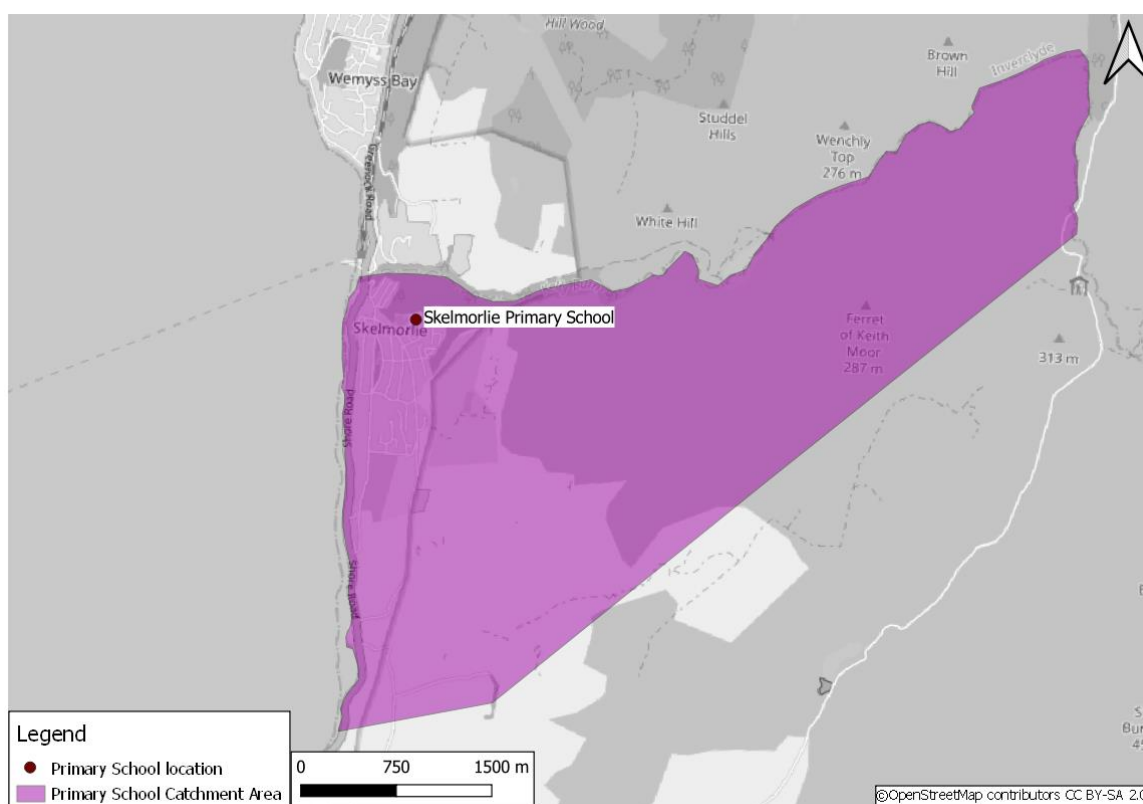 Hill Wood
Brown
Hill
Inverclyde
Wemyss Bay
Studdel
Hills
Wenchly
Top
276 m
Greenock Road
White Hill
Skelmorlie Primary School
Skelmorlie
Ferret
of Keith
Moor
287 m
313 m
Shore Road
Shore Road
Legend
Primary School location
Primary School Catchment Area
0 750 1500 m
©OpenStreetMap contributors CC BY-SA 2.0